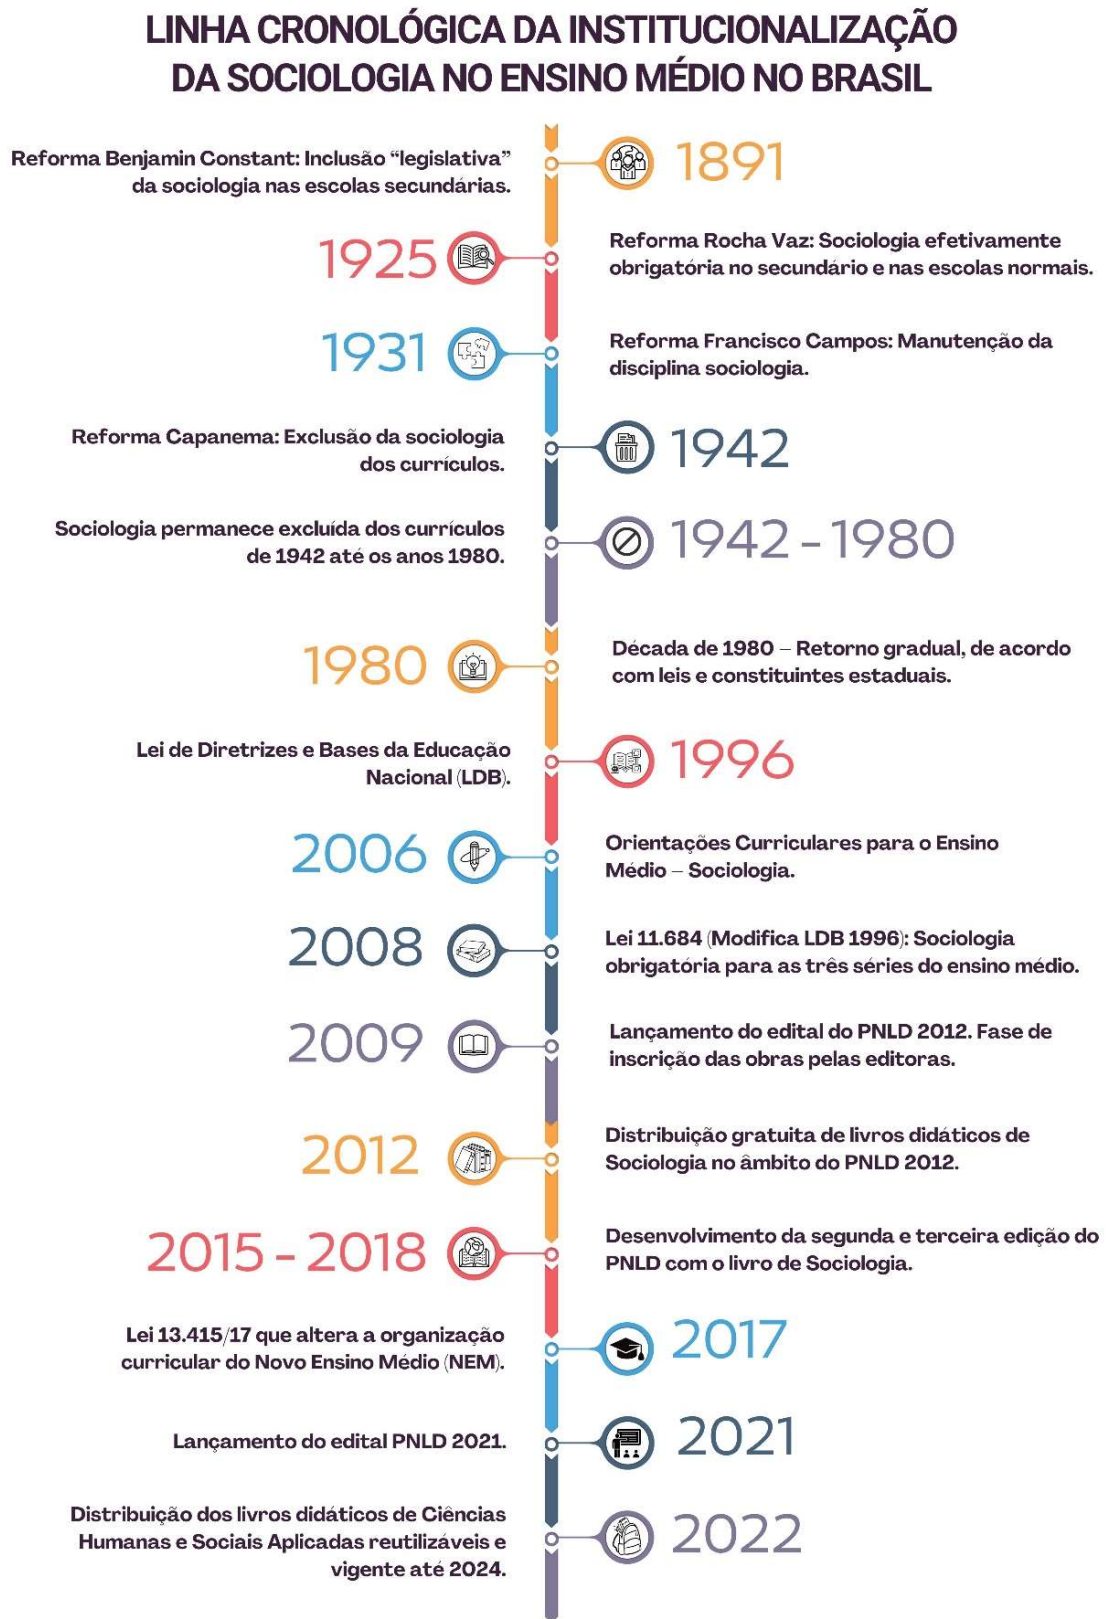 LINHA CRONOLÓGICA DA INSTITUCIONALIZAÇÃO
DA SOCIOLOGIA NO ENSINO MÉDIO NO BRASIL
Reforma Benjamin Constant: Inclusão “legislativa”
da sociologia nas escolas secundárias.
1891
1925
Reforma Rocha Vaz: Sociologia efetivamente
obrigatória no secundário e nas escolas normais.
1931
Reforma Francisco Campos: Manutenção da
disciplina sociologia.
Reforma Capanema: Exclusão da sociologia
dos currículos.
1942
Sociologia permanece excluída dos currículos
de 1942 até os anos 1980.
1942 - 1980
1980
Década de 1980 – Retorno gradual, de acordo
com leis e constituintes estaduais.
Lei de Diretrizes e Bases da Educação
Nacional (LDB).
1996
2006
Orientações Curriculares para o Ensino
Médio – Sociologia.
2008
Lei 11.684 (Modifica LDB 1996): Sociologia
obrigatória para as três séries do ensino médio.
2009
Lançamento do edital do PNLD 2012. Fase de
inscrição das obras pelas editoras.
2012
Distribuição gratuita de livros didáticos de
Sociologia no âmbito do PNLD 2012.
2015 - 2018
Desenvolvimento da segunda e terceira edição do
PNLD com o livro de Sociologia.
Lei 13.415/17 que altera a organização
curricular do Novo Ensino Médio (NEM).
2017
Lançamento do edital PNLD 2021.
2021
Distribuição dos livros didáticos de Ciências
Humanas e Sociais Aplicadas reutilizáveis e
vigente até 2024.
2022